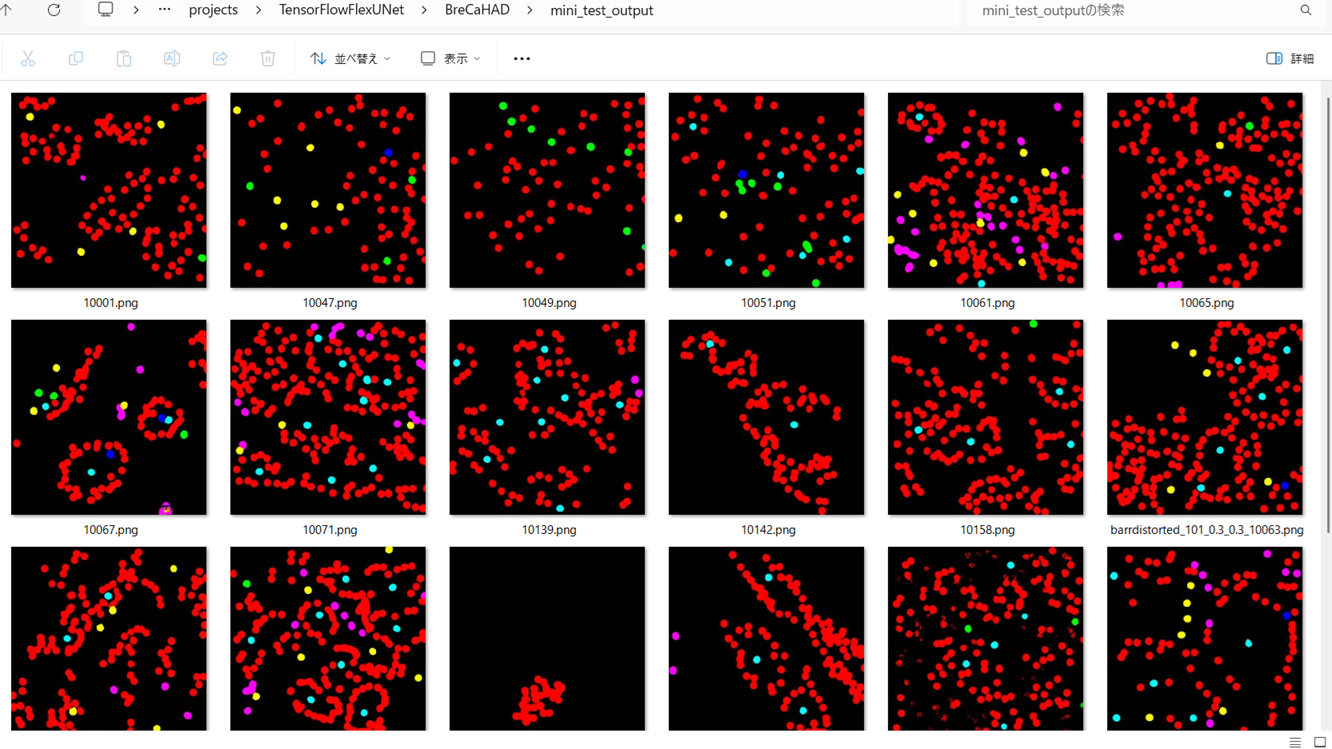 … projects > TensorFlowFlexUNet > BreCaHAD > mini_test_output
mini_test_outputの検索
並べ替え 表示 … 詳細
10001.png 10047.png 10049.png 10051.png 10061.png 10065.png
10067.png 10071.png 10139.png 10142.png 10158.png barrdistorted_101_0.3_0.3_10063.png